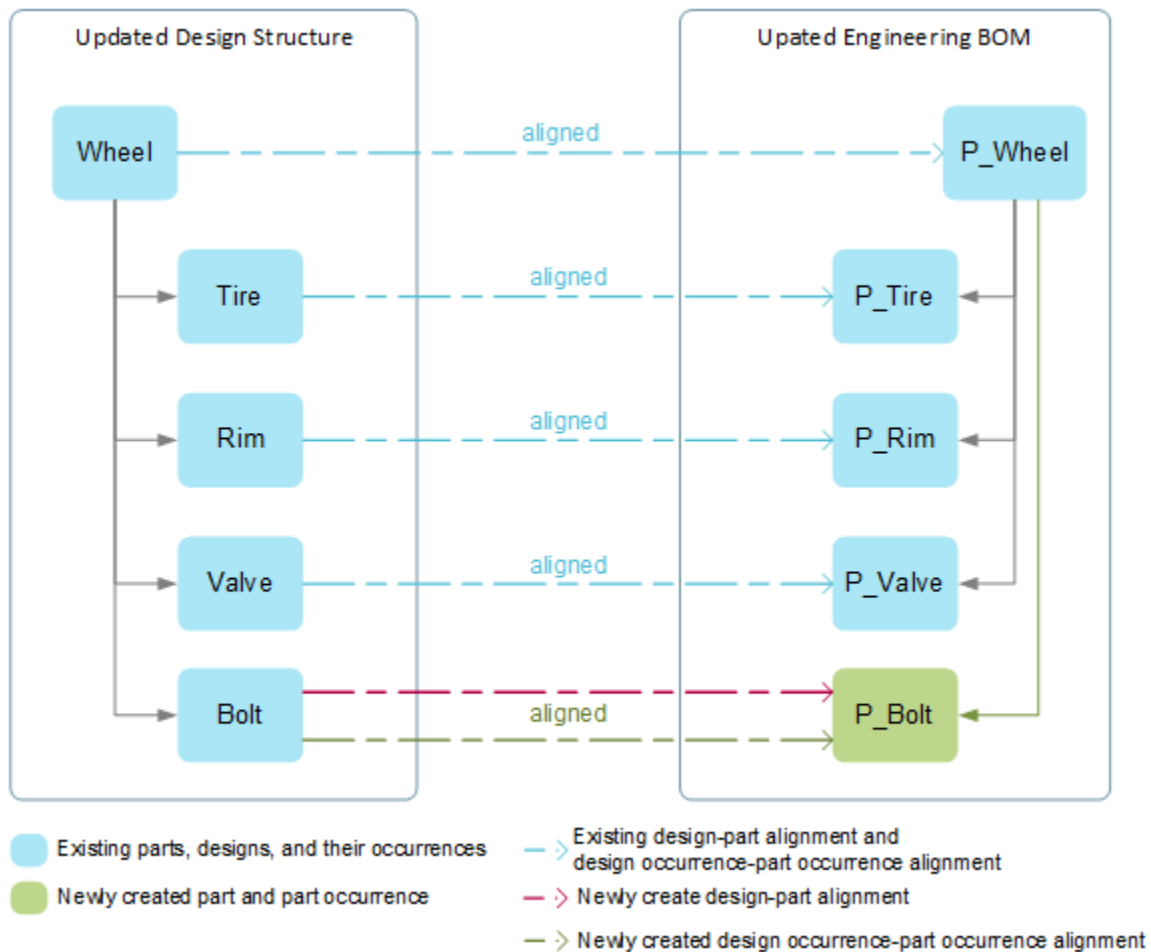 Updated Design Structure
Upated Engineering BOM
Wheel
aligned
P_Wheel
Tire
aligned
P_Tire
Rim
aligned
P_Rim
Valve
aligned
P_Valve
Bolt
aligned
P_Bolt
Existing parts, designs, and their occurrences
Newly created part and part occurrence
Existing design-part alignment and
design occurrence-part occurrence alignment
Newly create design-part alignment
Newly created design occurrence-part occurrence alignment